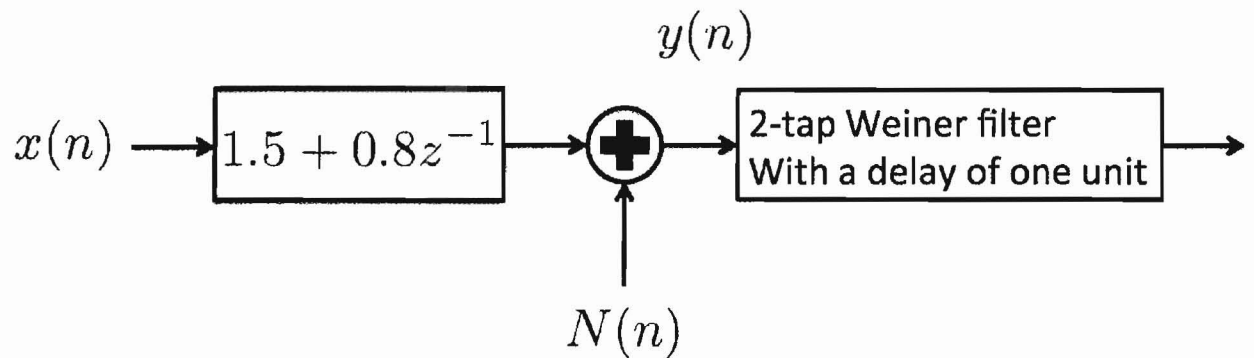 y(n)
x(n)
1.5 + 0.8z⁻¹
2-tap Weiner filter
With a delay of one unit
N(n)